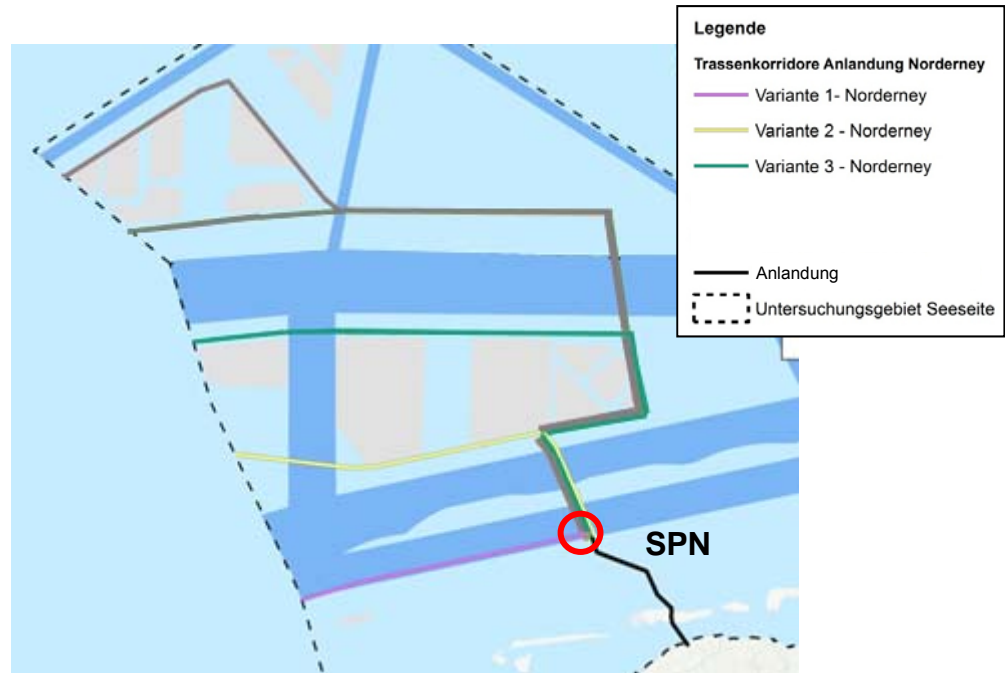 Legende
Trassenkorridore Anlandung Norderney
Variante 1- Norderney
Variante 2 - Norderney
Variante 3 - Norderney
Anlandung
Untersuchungsgebiet Seeseite
SPN